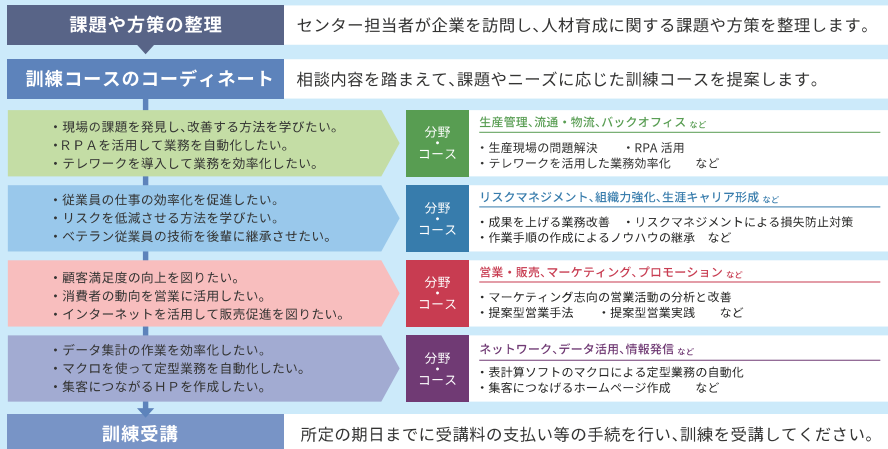 課題や方策の整理
センター担当者が企業を訪問し、人材育成に関する課題や方策を整理します。
訓練コースのコーディネート
相談内容を踏まえて、課題やニーズに応じた訓練コースを提案します。
・現場の課題を発見し、改善する方法を学びたい。
・ＲＰＡを活用して業務を自動化したい。
・テレワークを導入して業務を効率化したい。
分野
・
コース
生産管理、流通・物流、バックオフィス など
・生産現場の問題解決　・RPA 活用
・テレワークを活用した業務効率化　など
・従業員の仕事の効率化を促進したい。
・リスクを低減させる方法を学びたい。
・ベテラン従業員の技術を後輩に継承させたい。
分野
・
コース
リスクマネジメント、組織力強化、生涯キャリア形成 など
・成果を上げる業務改善　・リスクマネジメントによる損失防止対策
・作業手順の作成によるノウハウの継承　など
・顧客満足度の向上を図りたい。
・消費者の動向を営業に活用したい。
・インターネットを活用して販売促進を図りたい。
分野
・
コース
営業・販売、マーケティング、プロモーション など
・マーケティング志向の営業活動の分析と改善
・提案型営業手法　・提案型営業実践　など
・データ集計の作業を効率化したい。
・マクロを使って定型業務を自動化したい。
・集客につながるＨＰを作成したい。
分野
・
コース
ネットワーク、データ活用、情報発信 など
・表計算ソフトのマクロによる定型業務の自動化
・集客につなげるホームページ作成　など
訓練受講
所定の期日までに受講料の支払い等の手続を行い、訓練を受講してください。